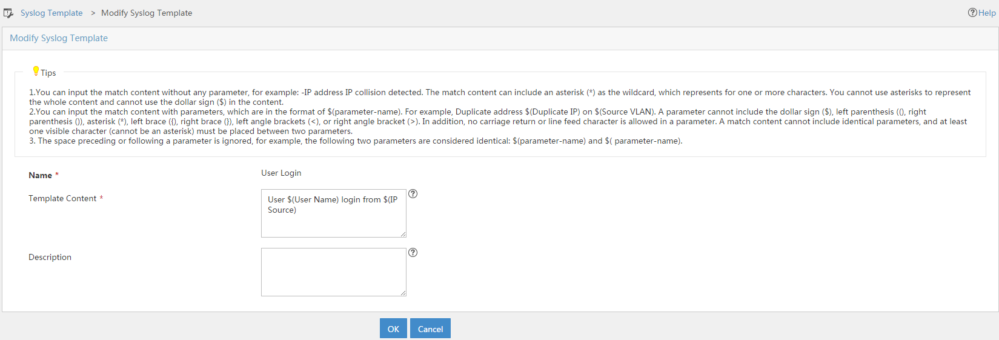 Syslog Template > Modify Syslog Template
Help
Modify Syslog Template
Tips
1.You can input the match content without any parameter, for example: -IP address IP collision detected. The match content can include an asterisk (*) as the wildcard, which represents for one or more characters. You cannot use asterisks to represent
the whole content and cannot use the dollar sign ($) in the content.
2.You can input the match content with parameters, which are in the format of $(parameter-name). For example, Duplicate address $(Duplicate IP) on $(Source VLAN). A parameter cannot include the dollar sign ($), left parenthesis ((), right
parenthesis ()), asterisk (*), left brace ({), right brace (}), left angle brackets (<), or right angle bracket (>). In addition, no carriage return or line feed character is allowed in a parameter. A match content cannot include identical parameters, and at least
one visible character (cannot be an asterisk) must be placed between two parameters.
3. The space preceding or following a parameter is ignored, for example, the following two parameters are considered identical: $(parameter-name) and $( parameter-name).
Name *
User Login
Template Content *
User $(User Name) login from $(IP
Source)
Description
OK
Cancel